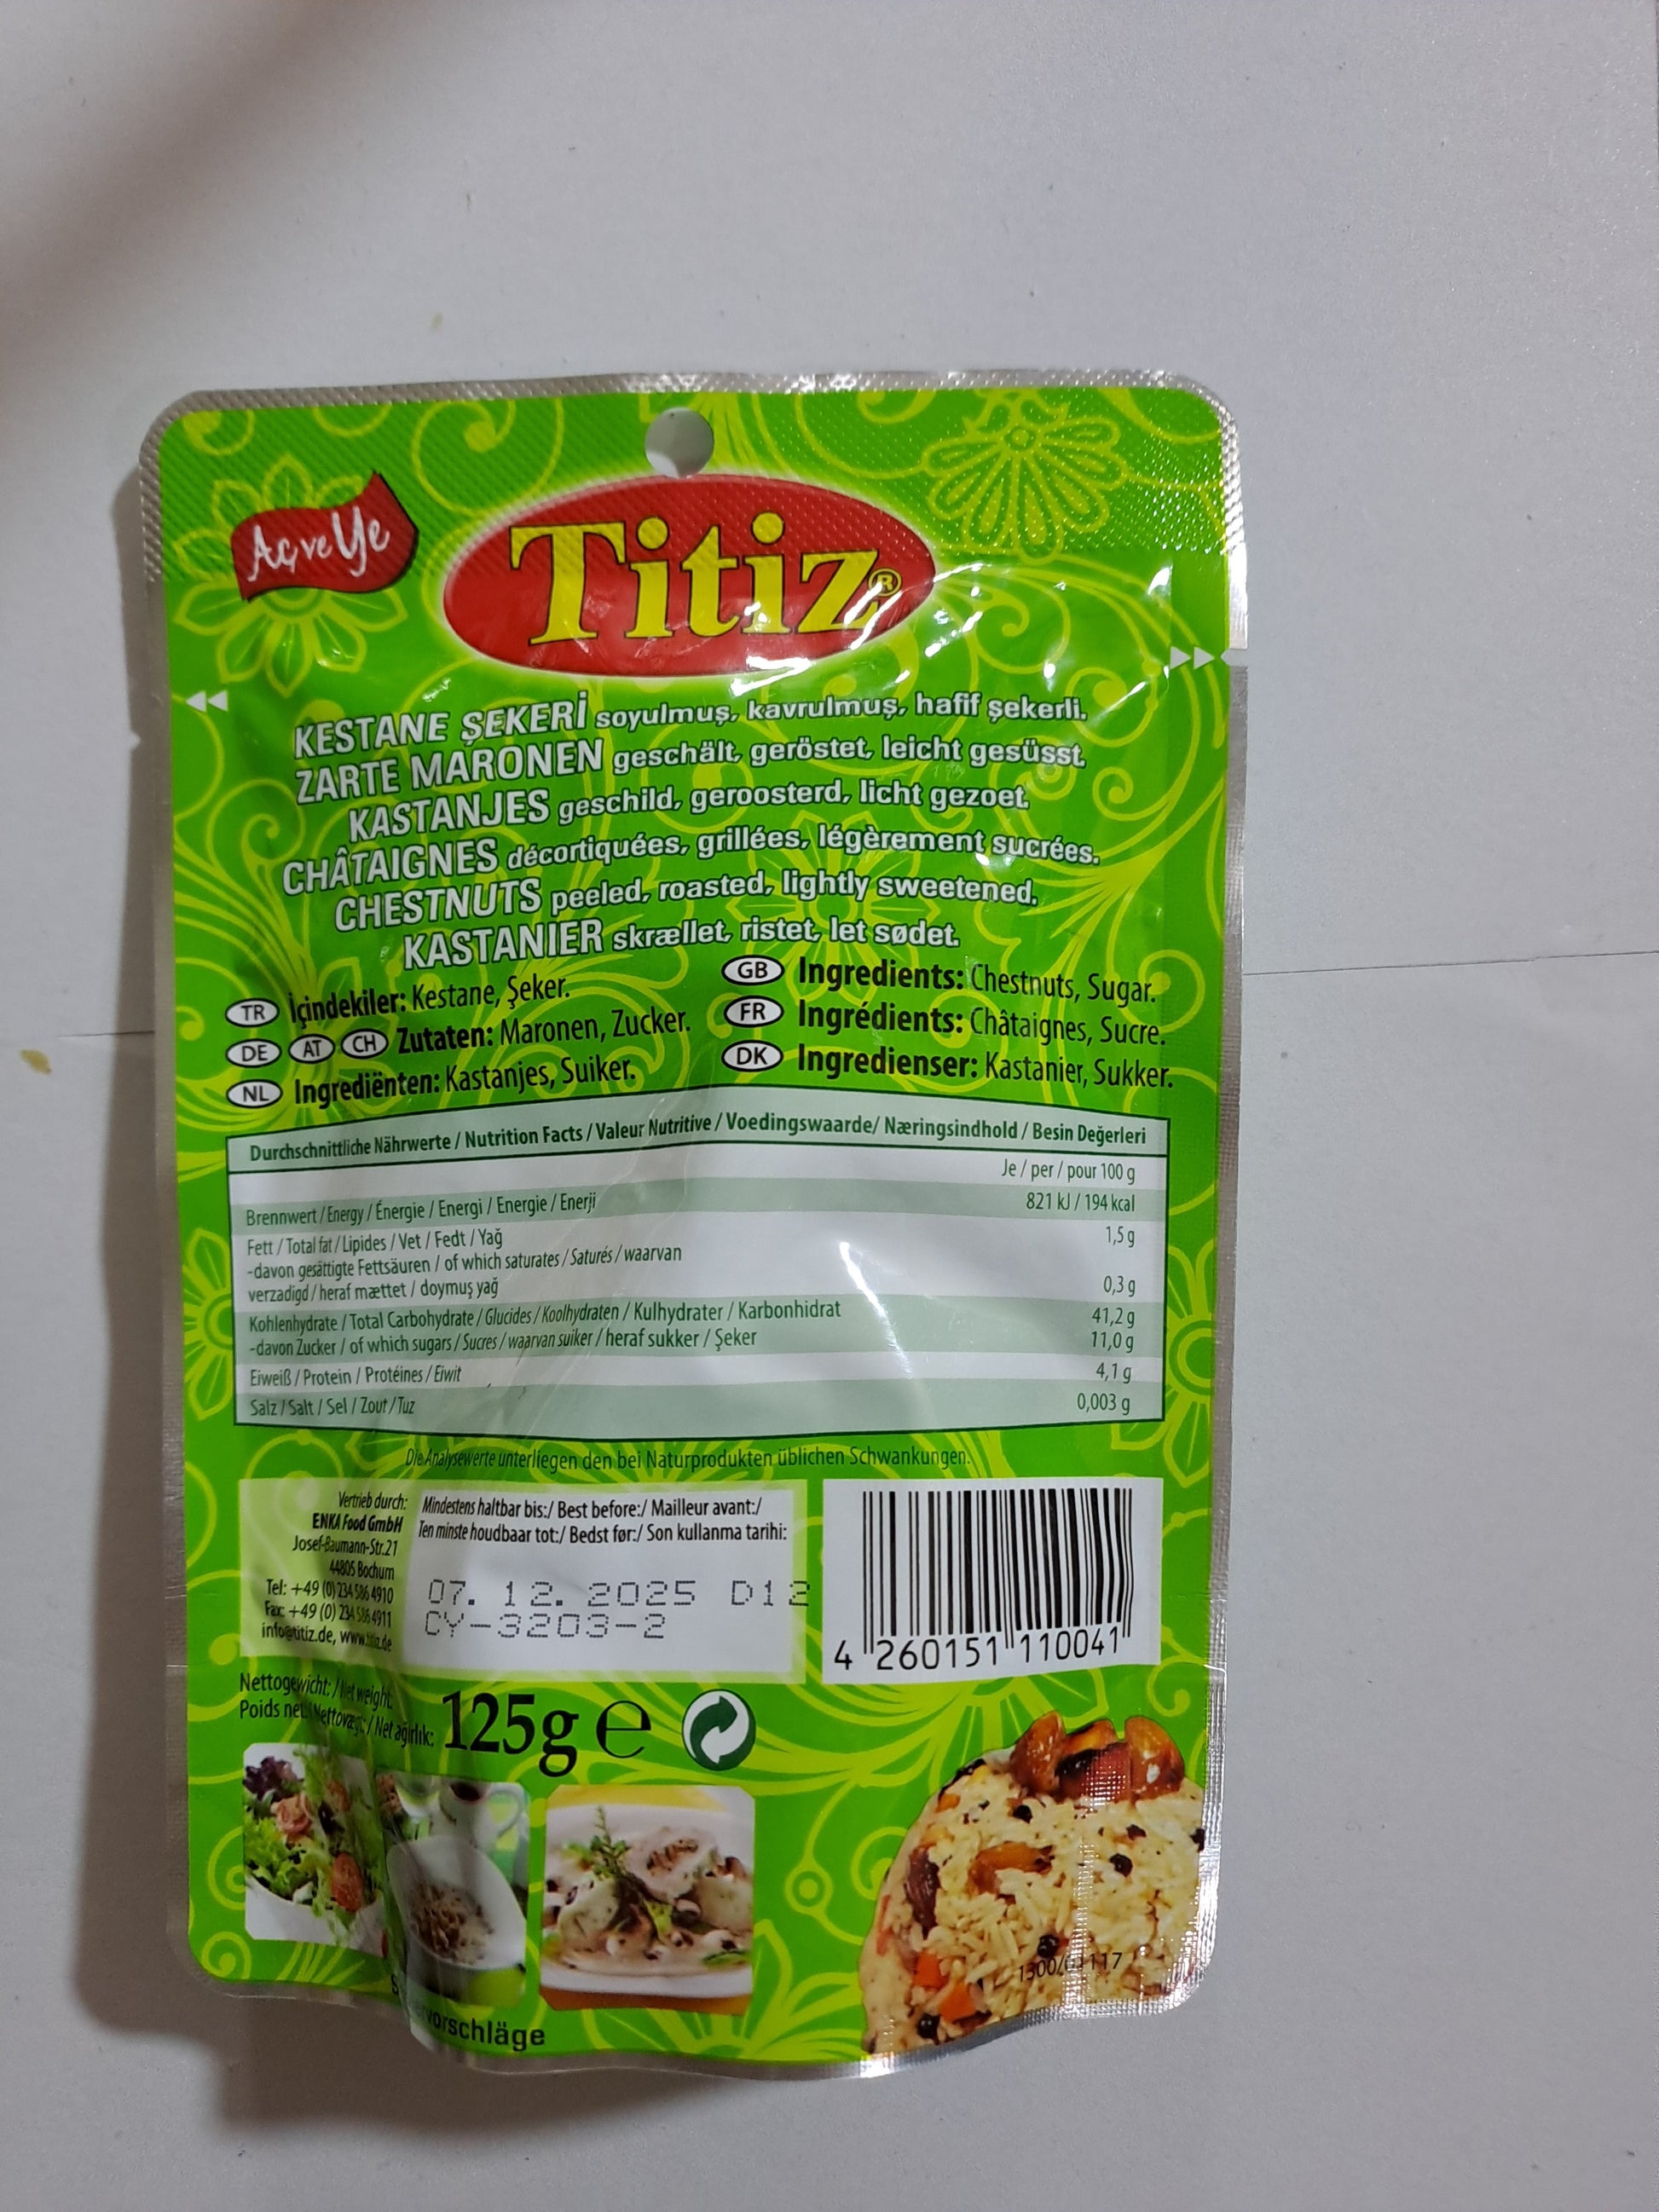 Aç ve Ye
Titiz®
KESTANE ŞEKERİ soyulmuş, kavrulmuş, hafif şekerli.
ZARTE MARONEN geschält, geröstet, leicht gesüsst.
KASTANJES geschild, geroosterd, licht gezoet.
CHÂTAIGNES décortiquées, grillées, légèrement sucrées.
CHESTNUTS peeled, roasted, lightly sweetened.
KASTANIER skrællet, ristet, let sødet.
TR İçindekiler: Kestane, Şeker.
DE AT CH Zutaten: Maronen, Zucker.
NL Ingrediënten: Kastanjes, Suiker.
GB Ingredients: Chestnuts, Sugar.
FR Ingrédients: Châtaignes, Sucre.
DK Ingredienser: Kastanier, Sukker.
Durchschnittliche Nährwerte / Nutrition Facts / Valeur Nutritive / Voedingswaarde/ Næringsindhold / Besin Değerleri
Je / per / pour 100 g
Brennwert / Energy / Énergie / Energi / Energie / Enerji 821 kJ / 194 kcal
Fett / Total fat / Lipides / Vet / Fedt / Yağ 1,5 g
-davon gesättigte Fettsäuren / of which saturates / Saturés / waarvan
verzadigd / heraf mættet / doymuş yağ 0,3 g
Kohlenhydrate / Total Carbohydrate / Glucides / Koolhydraten / Kulhydrater / Karbonhidrat 41,2 g
-davon Zucker / of which sugars / Sucres / waarvan suiker / heraf sukker / Şeker 11,0 g
Eiweiß / Protein / Protéines / Eiwit 4,1 g
Salz / Salt / Sel / Zout / Tuz 0,003 g
Die Analysewerte unterliegen den bei Naturprodukten üblichen Schwankungen.
Vertrieb durch:
ENKA Food GmbH
Josef-Baumann-Str.21
44805 Bochum
Tel: +49 (0) 234 586 4910
Fax: +49 (0) 234 586 4911
info@titiz.de, www.titiz.de
Mindestens haltbar bis:/ Best before:/ Mailleur avant:/
Ten minste houdbaar tot:/ Bedst før:/ Son kullanma tarihi:
07. 12. 2025 D12
CY-3203-2
4 260151 110041
Nettogewicht: / Net weight:
Poids net: / Nettovægt: / Net ağırlık:
125g e
1300/ 117
vorschläge